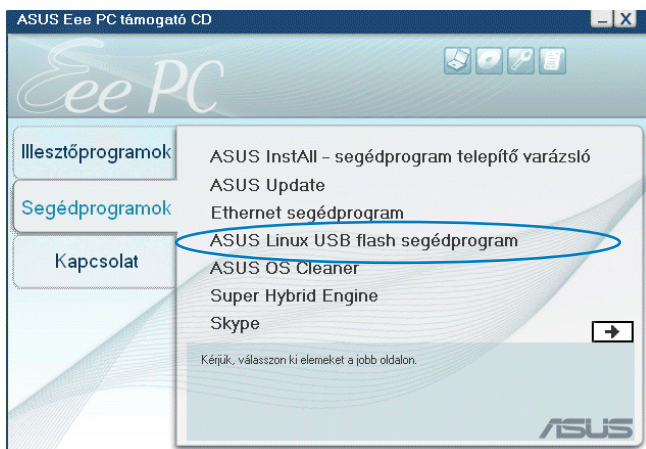 ASUS Eee PC támogató CD
Eee PC
Illesztőprogramok
Segédprogramok
Kapcsolat
ASUS InstAll – segédprogram telepítő varázsló
ASUS Update
Ethernet segédprogram
ASUS Linux USB flash segédprogram
ASUS OS Cleaner
Super Hybrid Engine
Skype
Kérjük, válasszon ki elemeket a jobb oldalon.
ASUS